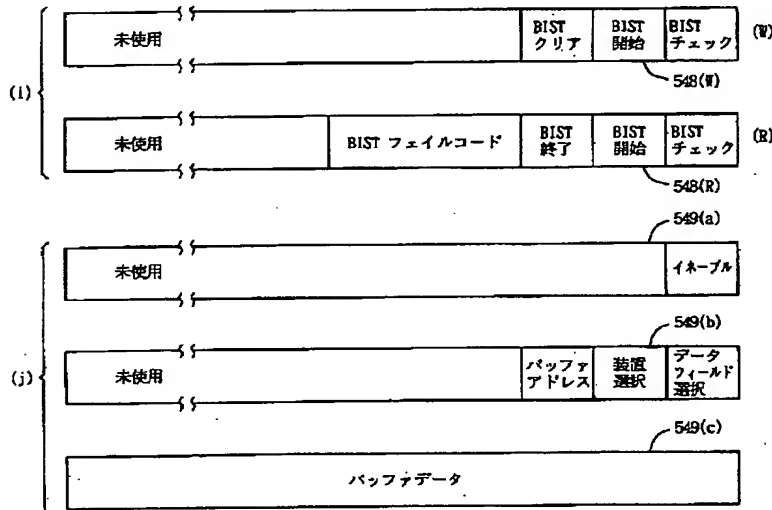 未使用
BIST
クリア
BIST
開始
BIST
チェック
(W)
548(W)
(i)
未使用
BIST フェイルコード
BIST
終了
BIST
開始
BIST
チェック
(R)
548(R)
549(a)
未使用
イネーブル
549(b)
(j)
未使用
バッファ
アドレス
装置
選択
データ
フィールド
選択
549(c)
バッファデータ